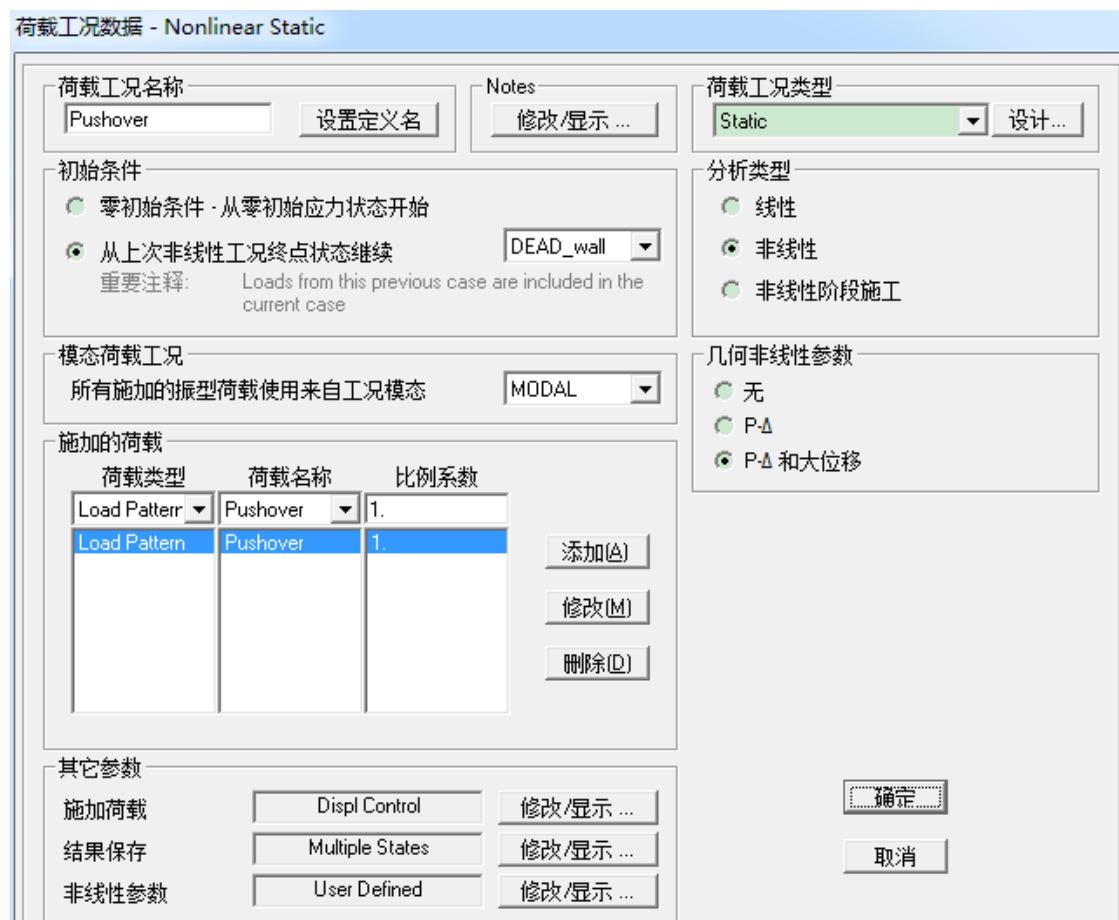 荷载工况数据 - Nonlinear Static
荷载工况名称
Pushover
设置定义名
Notes
修改/显示 ...
荷载工况类型
Static
设计...
初始条件
零初始条件 - 从零初始应力状态开始
从上次非线性工况终点状态继续
DEAD_wall
重要注释: Loads from this previous case are included in the
current case
分析类型
线性
非线性
非线性阶段施工
模态荷载工况
所有施加的振型荷载使用来自工况模态
MODAL
几何非线性参数
无
P-Δ
P-Δ 和大位移
施加的荷载
荷载类型 荷载名称 比例系数
Load Pattern Pushover 1.
Load Pattern Pushover 1.
添加(A)
修改(M)
删除(D)
其它参数
施加荷载 Displ Control 修改/显示 ...
结果保存 Multiple States 修改/显示 ...
非线性参数 User Defined 修改/显示 ...
确定
取消